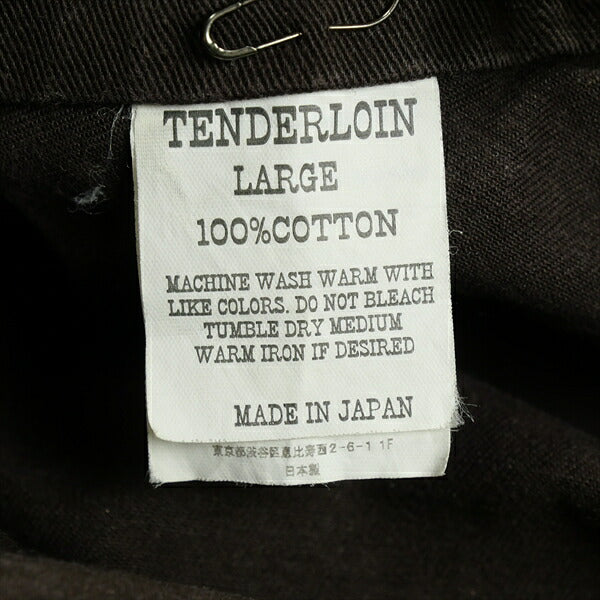 TENDERLOIN
LARGE
100%COTTON
MACHINE WASH WARM WITH
LIKE COLORS. DO NOT BLEACH
TUMBLE DRY MEDIUM
WARM IRON IF DESIRED
MADE IN JAPAN
東京都渋谷区恵比寿西2-6-1 1F
日本製